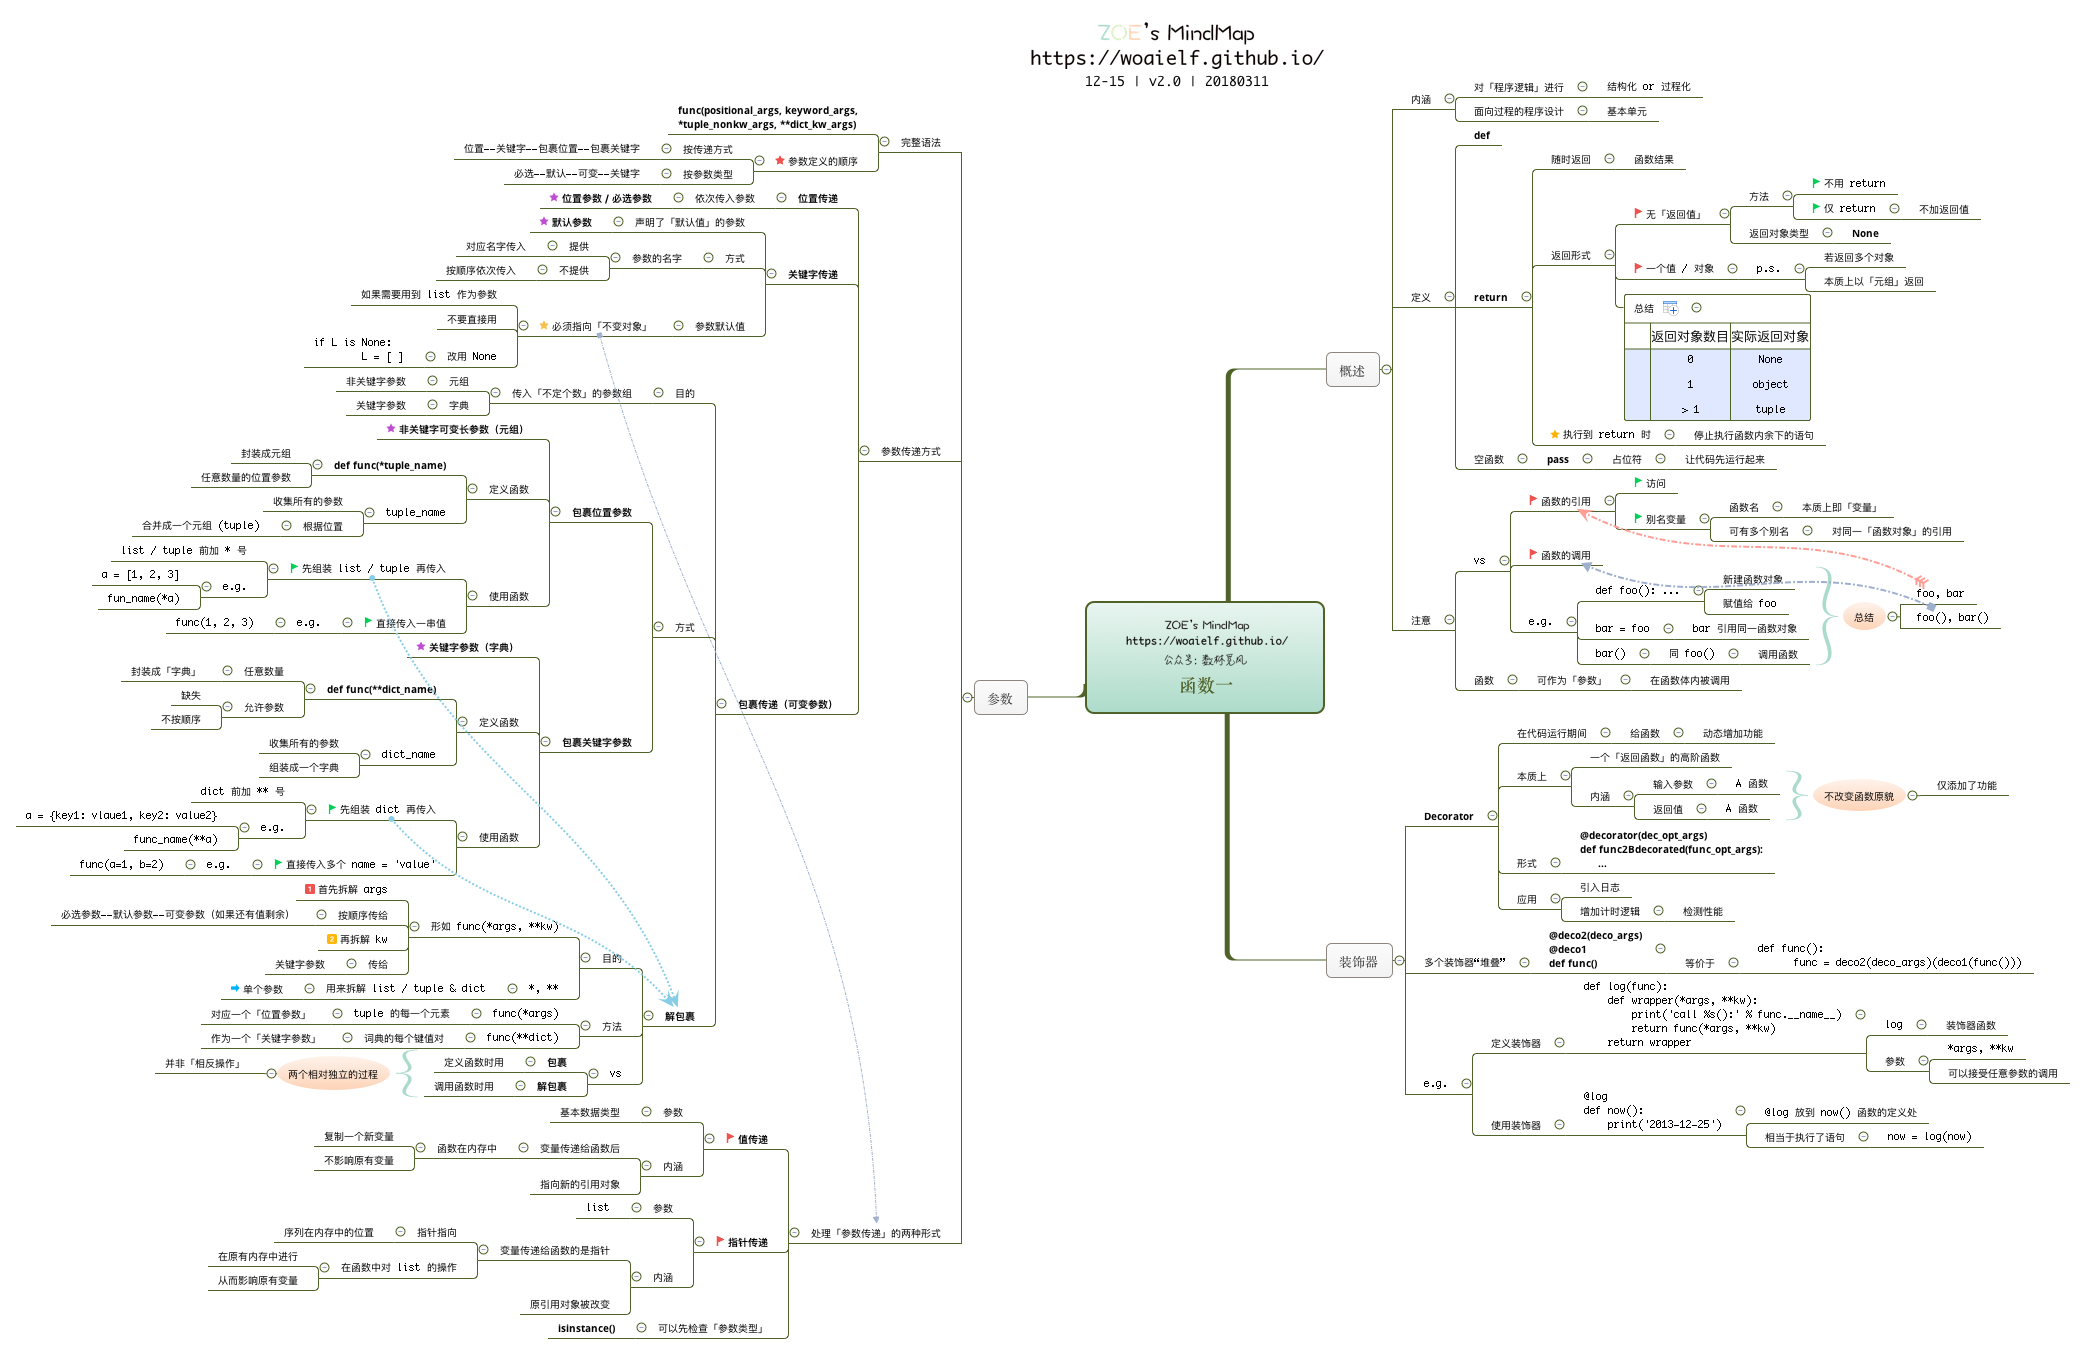 ZOE's MindMap
https://woaielf.github.io/
12-15 | v2.0 | 20180311
ZOE's MindMap
https://woaielf.github.io/
公众号: 数林觅风
函数一
概述
内涵
对「程序逻辑」进行
结构化 or 过程化
面向过程的程序设计
基本单元
定义
def
return
随时返回
函数结果
返回形式
无「返回值」
方法
不用 return
仅 return
不加返回值
返回对象类型
None
一个值 / 对象
p.s.
若返回多个对象
本质上以「元组」返回
总结
返回对象数目 实际返回对象
0 None
1 object
> 1 tuple
执行到 return 时
停止执行函数内余下的语句
空函数
pass
占位符
让代码先运行起来
注意
vs
函数的引用
访问
别名变量
函数名
本质上即「变量」
可有多个别名
对同一「函数对象」的引用
函数的调用
e.g.
def foo(): ...
新建函数对象
赋值给 foo
bar = foo
bar 引用同一函数对象
bar()
同 foo()
调用函数
总结
foo, bar
foo(), bar()
函数
可作为「参数」
在函数体内被调用
装饰器
Decorator
在代码运行期间
给函数
动态增加功能
本质上
一个「返回函数」的高阶函数
内涵
输入参数
A 函数
返回值
A 函数
不改变函数原貌
仅添加了功能
形式
@decorator(dec_opt_args)
def func2Bdecorated(func_opt_args):
...
应用
引入日志
增加计时逻辑
检测性能
多个装饰器“堆叠”
@deco2(deco_args)
@deco1
def func()
等价于
def func():
func = deco2(deco_args)(deco1(func()))
e.g.
定义装饰器
def log(func):
def wrapper(*args, **kw):
print('call %s():' % func.__name__)
return func(*args, **kw)
return wrapper
log
装饰器函数
参数
*args, **kw
可以接受任意参数的调用
使用装饰器
@log
def now():
print('2013-12-25')
@log 放到 now() 函数的定义处
相当于执行了语句
now = log(now)
参数
完整语法
func(positional_args, keyword_args,
*tuple_nonkw_args, **dict_kw_args)
参数定义的顺序
按传递方式
位置--关键字--包裹位置--包裹关键字
按参数类型
必选--默认--可变--关键字
参数传递方式
位置传递
依次传入参数
位置参数 / 必选参数
关键字传递
声明了「默认值」的参数
默认参数
方式
参数的名字
提供
对应名字传入
不提供
按顺序依次传入
参数默认值
必须指向「不变对象」
如果需要用到 list 作为参数
不要直接用
改用 None
if L is None:
L = [ ]
包裹传递（可变参数）
目的
传入「不定个数」的参数组
元组
非关键字参数
字典
关键字参数
方式
包裹位置参数
非关键字可变长参数（元组）
定义函数
def func(*tuple_name)
封装成元组
任意数量的位置参数
tuple_name
收集所有的参数
根据位置
合并成一个元组 (tuple)
使用函数
先组装 list / tuple 再传入
list / tuple 前加 * 号
e.g.
a = [1, 2, 3]
fun_name(*a)
直接传入一串值
e.g.
func(1, 2, 3)
包裹关键字参数
关键字参数（字典）
定义函数
def func(**dict_name)
任意数量
封装成「字典」
允许参数
缺失
不按顺序
dict_name
收集所有的参数
组装成一个字典
使用函数
先组装 dict 再传入
dict 前加 ** 号
e.g.
a = {key1: vlaue1, key2: value2}
func_name(**a)
直接传入多个 name = 'value'
e.g.
func(a=1, b=2)
解包裹
目的
形如 func(*args, **kw)
1 首先拆解 args
按顺序传给
必选参数--默认参数--可变参数（如果还有值剩余）
2 再拆解 kw
传给
关键字参数
*, **
用来拆解 list / tuple & dict
单个参数
方法
func(*args)
tuple 的每一个元素
对应一个「位置参数」
func(**dict)
词典的每个键值对
作为一个「关键字参数」
vs
包裹
定义函数时用
解包裹
调用函数时用
两个相对独立的过程
并非「相反操作」
处理「参数传递」的两种形式
值传递
参数
基本数据类型
内涵
变量传递给函数后
函数在内存中
复制一个新变量
不影响原有变量
指向新的引用对象
指针传递
参数
list
内涵
变量传递给函数的是指针
指针指向
序列在内存中的位置
在函数中对 list 的操作
在原有内存中进行
从而影响原有变量
原引用对象被改变
可以先检查「参数类型」
isinstance()